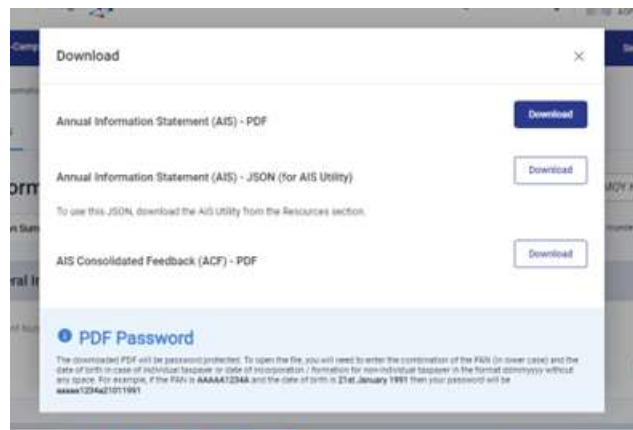 Download
Annual Information Statement (AIS) - PDF
Download
Annual Information Statement (AIS) - JSON (for AIS Utility)
Download
To use this JSON, download the AIS Utility from the Resources section.
AIS Consolidated Feedback (ACF) - PDF
Download
PDF Password
The downloaded PDF will be password protected. To open the file, you will need to enter the combination of the PAN (in lower case) and the
date of birth in case of individual taxpayer or date of incorporation / formation for non-individual taxpayer in the format ddmmyyyy without
any space. For example, if the PAN is AAAAA1234A and the date of birth is 21st January 1991 then your password will be
aaaaa1234a21011991